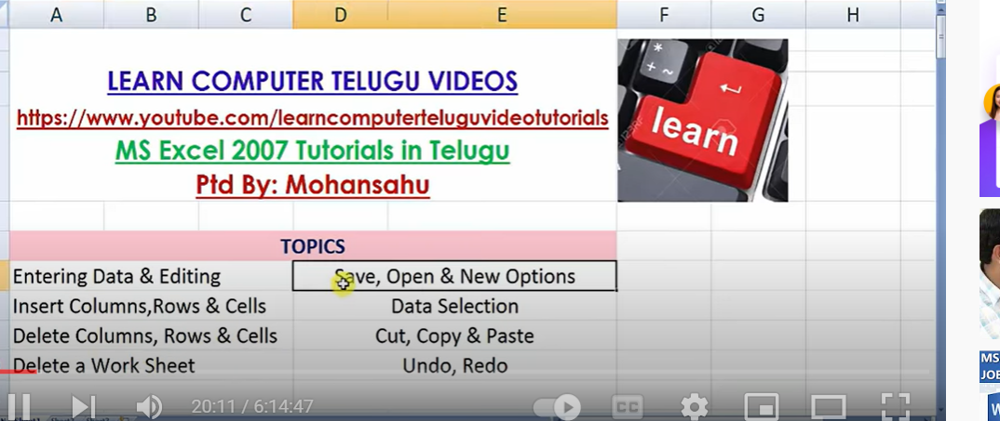 A B C D E F G H
LEARN COMPUTER TELUGU VIDEOS
https://www.youtube.com/learncomputerteluguvideotutorials
MS Excel 2007 Tutorials in Telugu
Ptd By: Mohansahu
* + ~
learn
TOPICS
Entering Data & Editing Save, Open & New Options
Insert Columns,Rows & Cells Data Selection
Delete Columns, Rows & Cells Cut, Copy & Paste
Delete a Work Sheet Undo, Redo
20:11 / 6:14:47 CC
MS
JOB
W